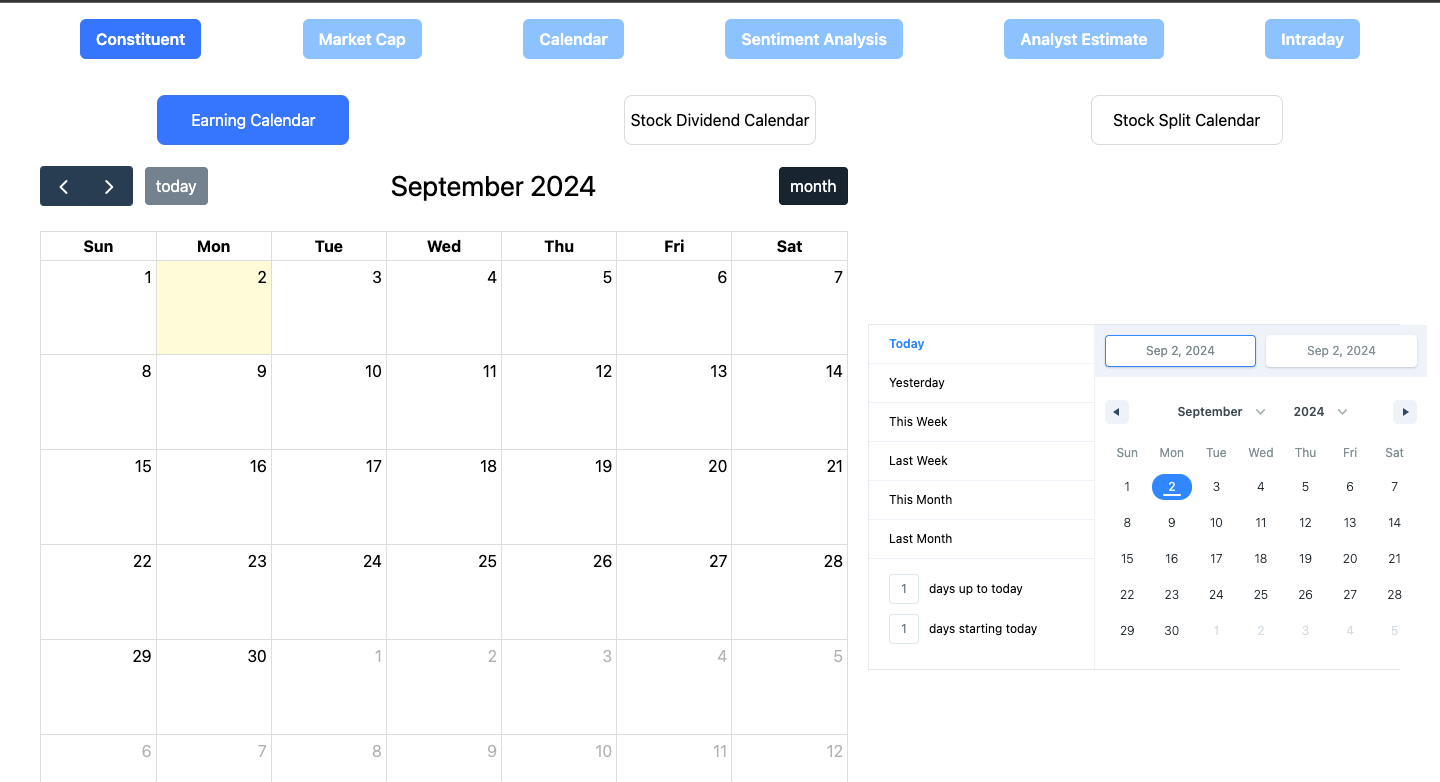 Constituent Market Cap Calendar Sentiment Analysis Analyst Estimate Intraday
Earning Calendar Stock Dividend Calendar Stock Split Calendar
today September 2024 month
Sun Mon Tue Wed Thu Fri Sat
1 2 3 4 5 6 7
8 9 10 11 12 13 14
15 16 17 18 19 20 21
22 23 24 25 26 27 28
29 30 1 2 3 4 5
6 7 8 9 10 11 12
Today
Yesterday
This Week
Last Week
This Month
Last Month
1 days up to today
1 days starting today
Sep 2, 2024 Sep 2, 2024
September 2024
Sun Mon Tue Wed Thu Fri Sat
1 2 3 4 5 6 7
8 9 10 11 12 13 14
15 16 17 18 19 20 21
22 23 24 25 26 27 28
29 30 1 2 3 4 5